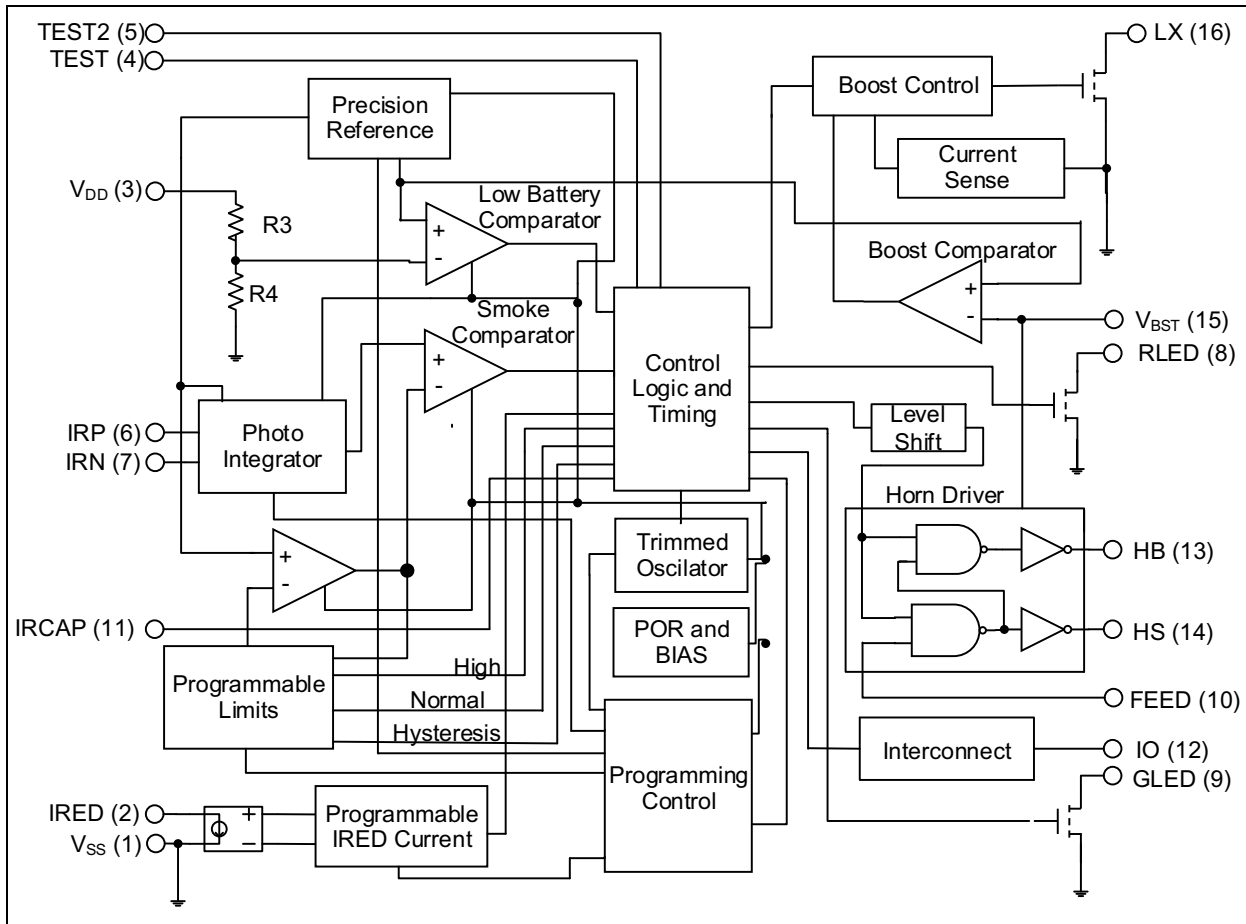 TEST2 (5)
TEST (4)
LX (16)
Boost Control
Precision
Reference
Current
Sense
VDD (3)
R3
R4
Low Battery
Comparator
+
-
Boost Comparator
+
-
Smoke
Comparator
+
-
VBST (15)
RLED (8)
Control
Logic and
Timing
Level
Shift
IRP (6)
IRN (7)
Photo
Integrator
Horn Driver
+
-
Trimmed
Oscilator
HB (13)
IRCAP (11)
POR and
BIAS
HS (14)
Programmable
Limits
High
Normal
Hysteresis
FEED (10)
Interconnect
IO (12)
Programming
Control
GLED (9)
IRED (2)
VSS (1)
+
−
Programmable
IRED Current